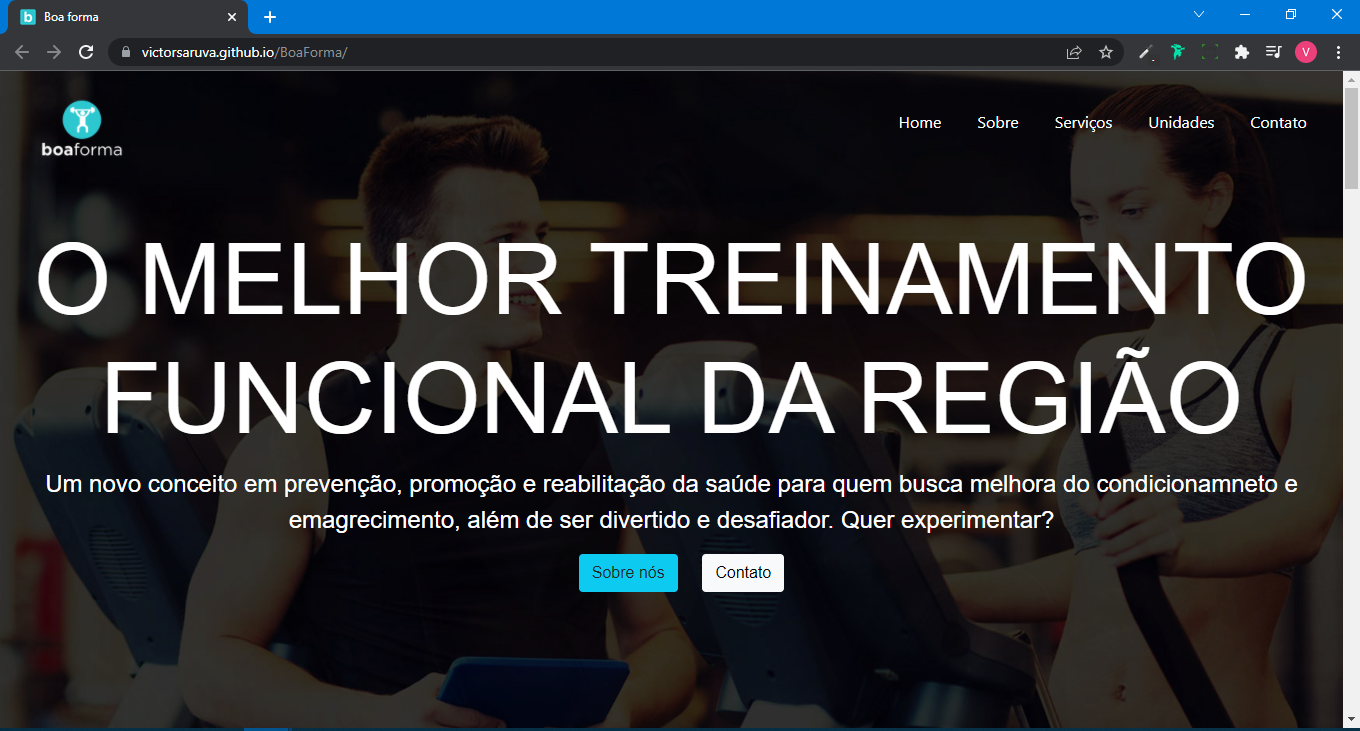 b Boa forma
victorsaruva.github.io/BoaForma/
V
boaforma
Home Sobre Serviços Unidades Contato
O MELHOR TREINAMENTO
FUNCIONAL DA REGIÃO
Um novo conceito em prevenção, promoção e reabilitação da saúde para quem busca melhora do condicionamneto e
emagrecimento, além de ser divertido e desafiador. Quer experimentar?
Sobre nós Contato